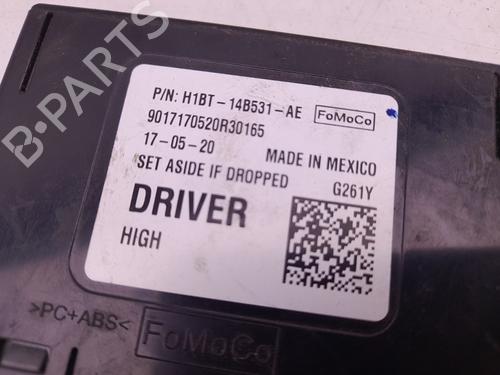 P/N: H1BT-14B531-AE FoMoCo
9017170520R30165
17-05-20 MADE IN MEXICO
SET ASIDE IF DROPPED G261Y
DRIVER
HIGH
>PC+ABS< FoMoCo
B-PARTS